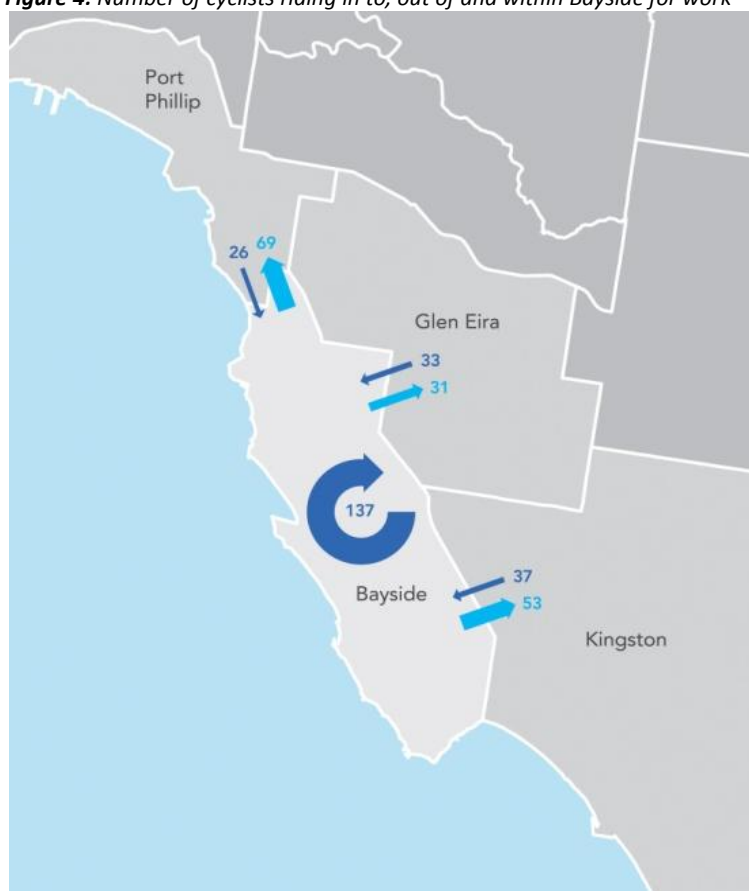 Figure 4: Number of cyclists riding in to, out of and within Bayside for work
Port
Phillip
26
69
Glen Eira
33
31
137
Bayside
37
53
Kingston